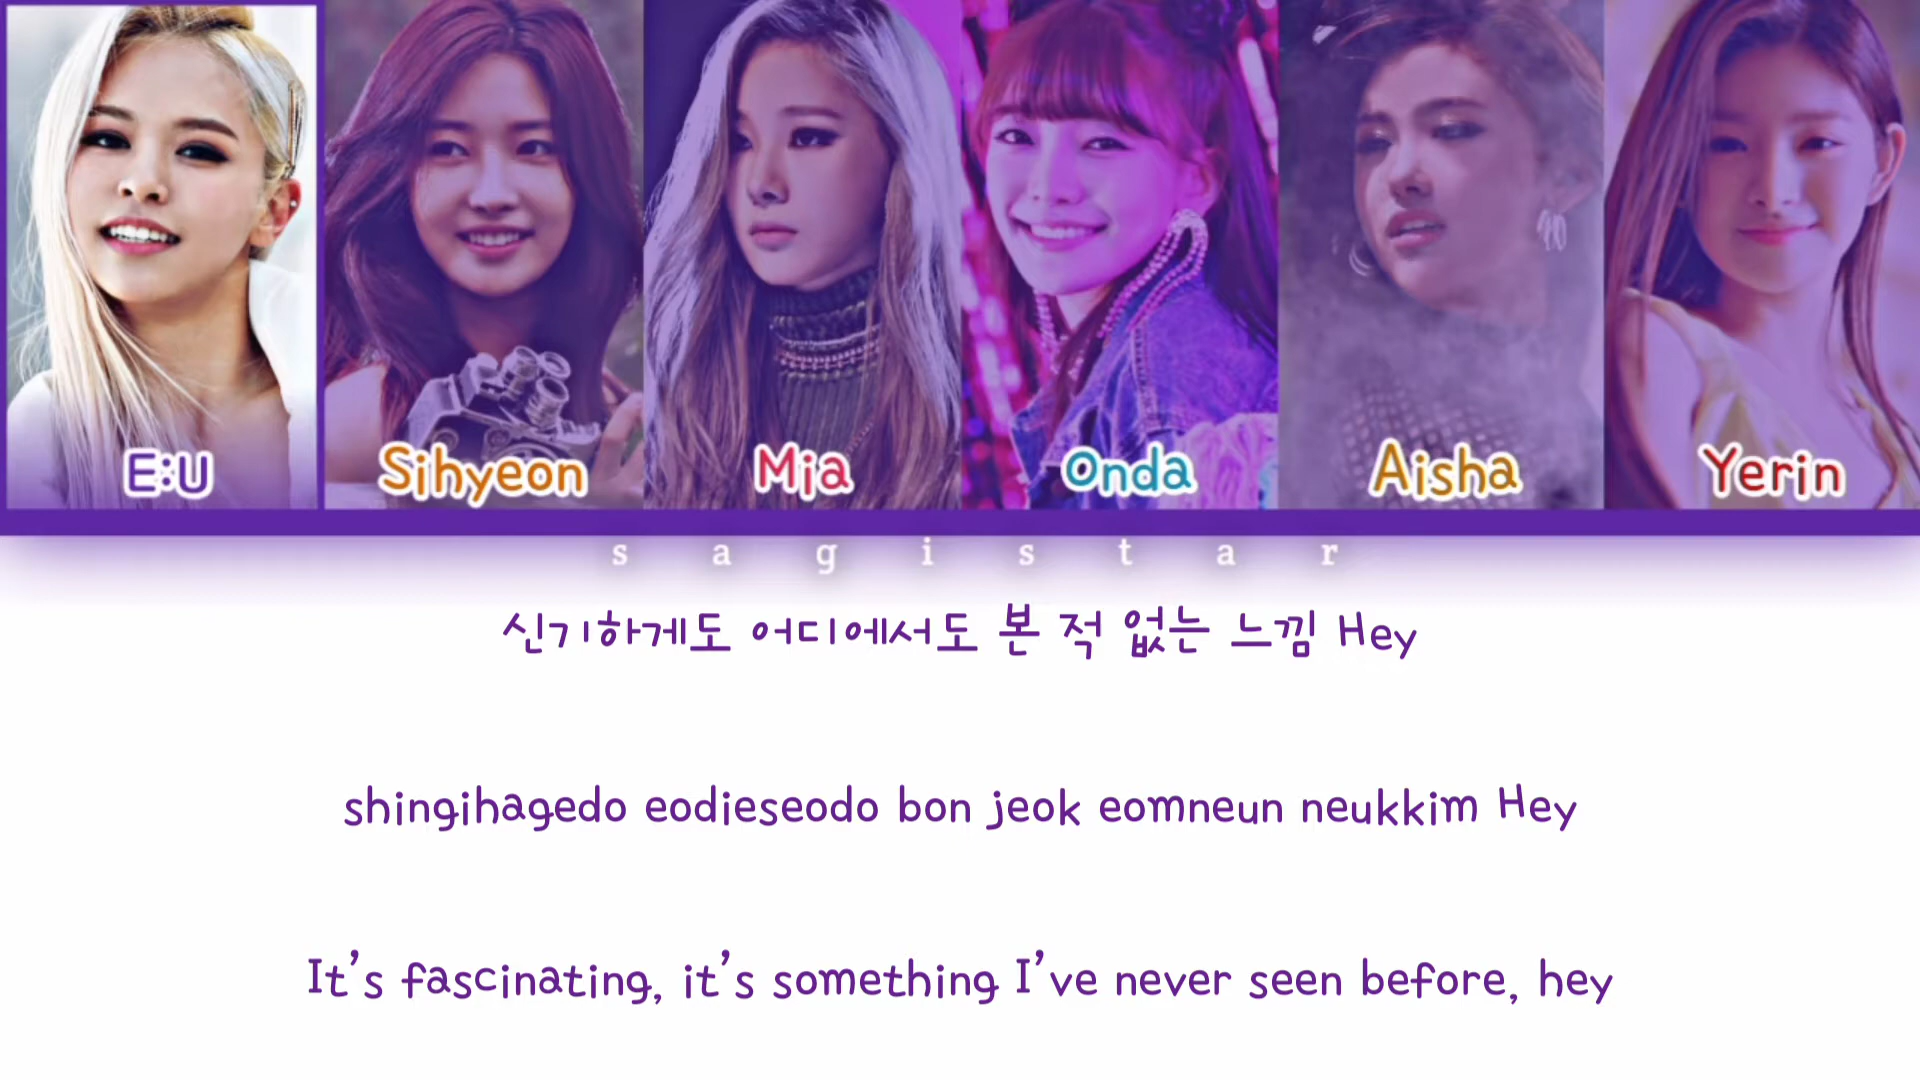 E:U
Sihyeon
Mia
Onda
Aisha
Yerin
sagistar
신기하게도 어디에서도 본 적 없는 느낌 Hey
shingihagedo eodieseodo bon jeok eomneun neukkim Hey
It's fascinating, it's something I've never seen before, hey